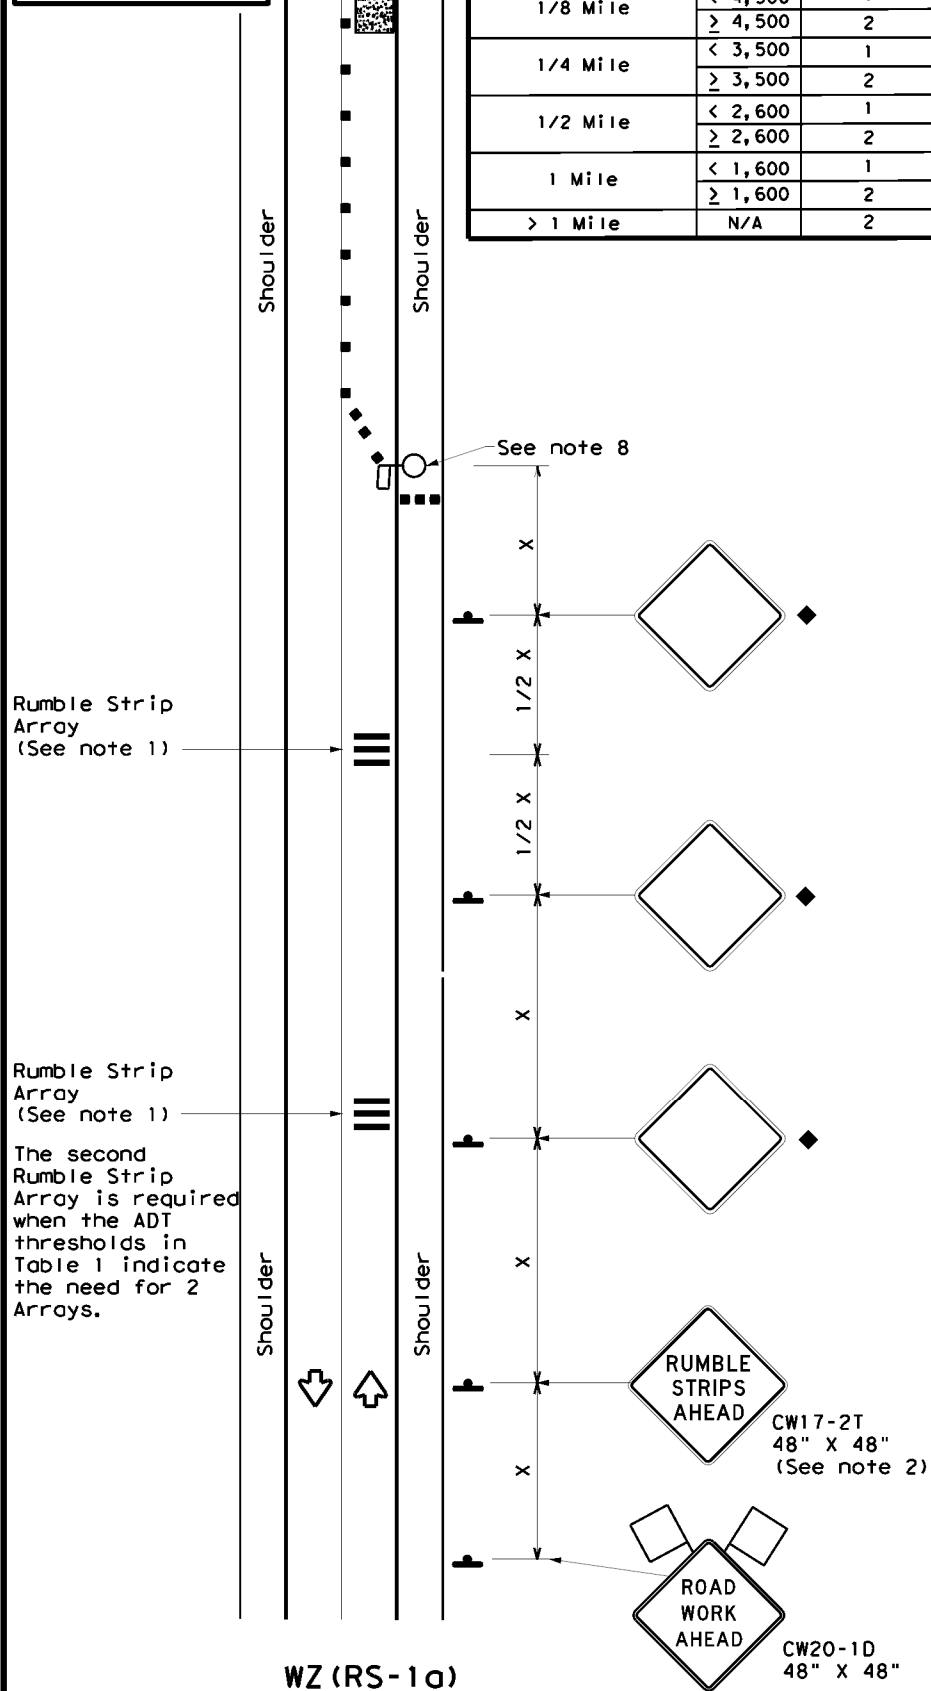 1/8 Mile
≥ 4,500 2
1/4 Mile
< 3,500 1
≥ 3,500 2
1/2 Mile
< 2,600 1
≥ 2,600 2
1 Mile
< 1,600 1
≥ 1,600 2
> 1 Mile N/A 2
Shoulder
Shoulder
See note 8
X
1/2 X
Rumble Strip
Array
(See note 1)
1/2 X
X
Rumble Strip
Array
(See note 1)
The second
Rumble Strip
Array is required
when the ADT
thresholds in
Table 1 indicate
the need for 2
Arrays.
Shoulder
Shoulder
X
RUMBLE
STRIPS
AHEAD
CW17-2T
48" X 48"
(See note 2)
X
ROAD
WORK
AHEAD
CW20-1D
48" X 48"
WZ(RS-1a)